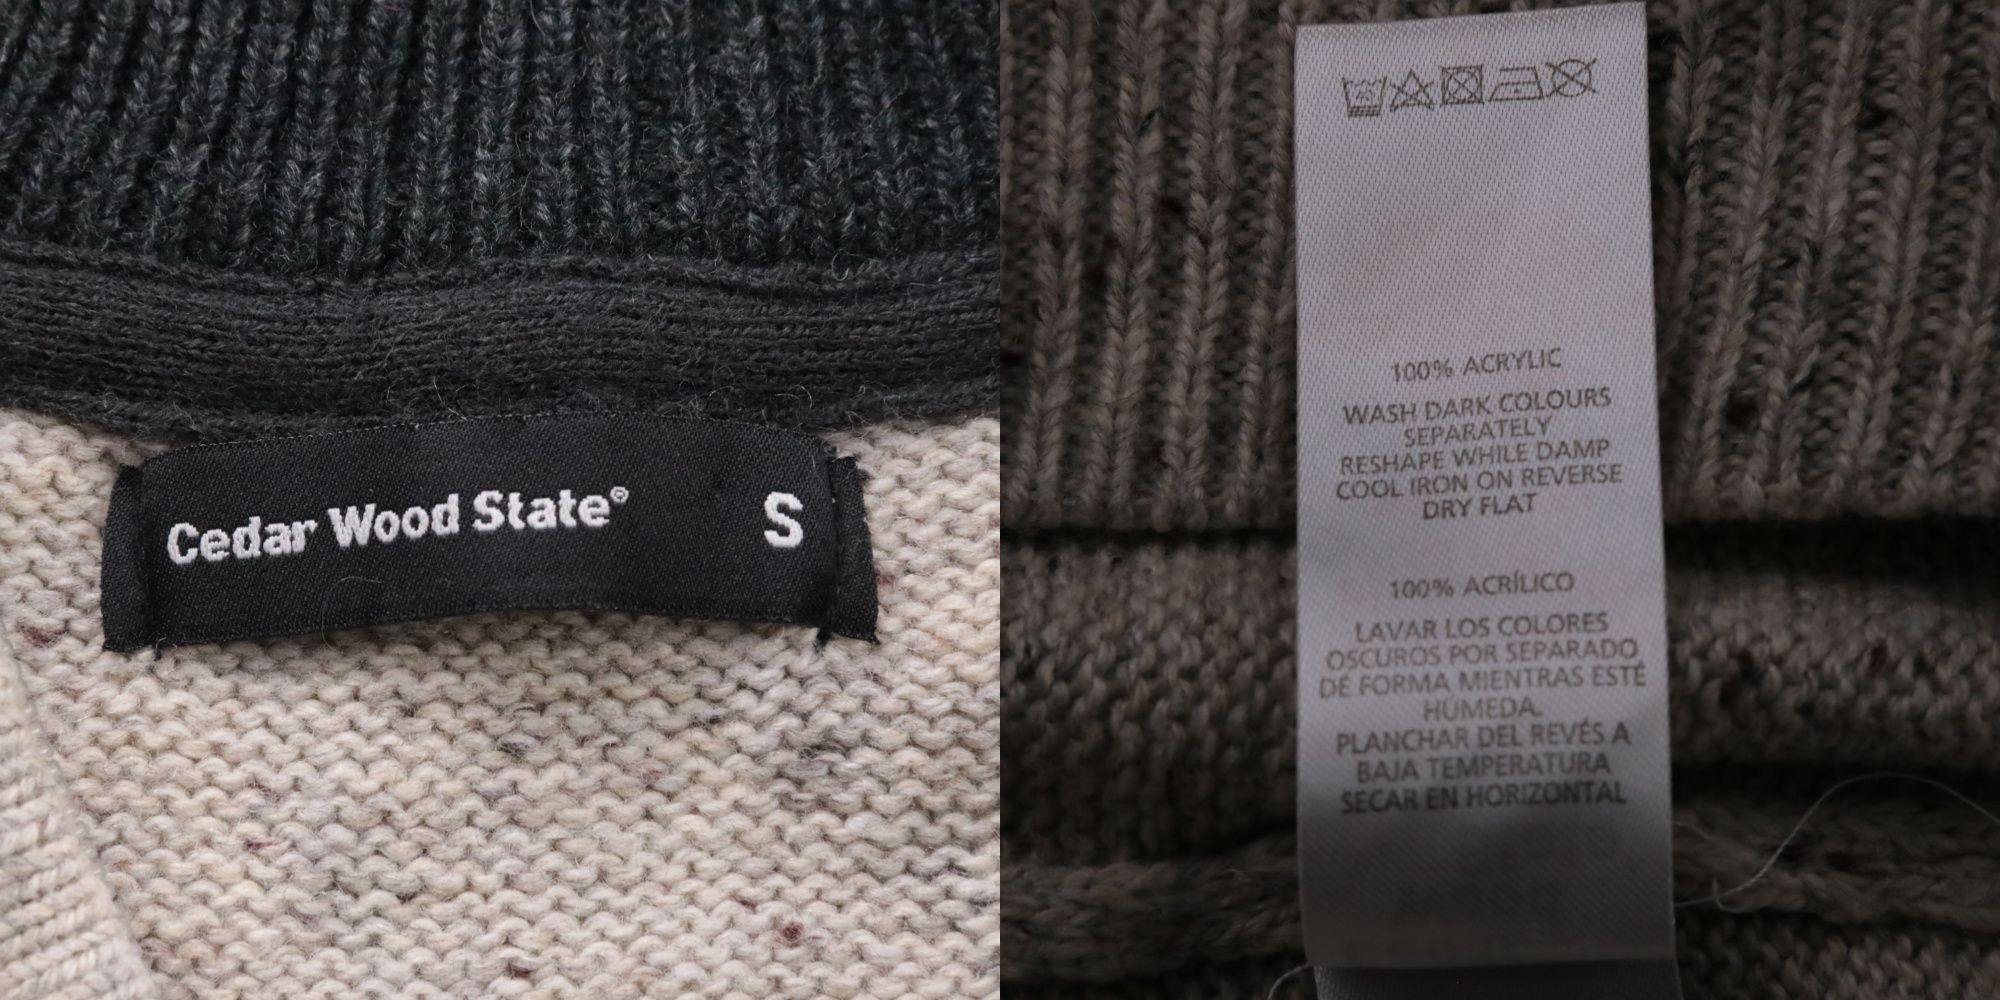 Cedar Wood State®
S
100% ACRYLIC
WASH DARK COLOURS
SEPARATELY
RESHAPE WHILE DAMP
COOL IRON ON REVERSE
DRY FLAT
100% ACRÍLICO
LAVAR LOS COLORES
OSCUROS POR SEPARADO
DE FORMA MIENTRAS ESTÉ
HÚMEDA.
PLANCHAR DEL REVÉS A
BAJA TEMPERATURA
SECAR EN HORIZONTAL